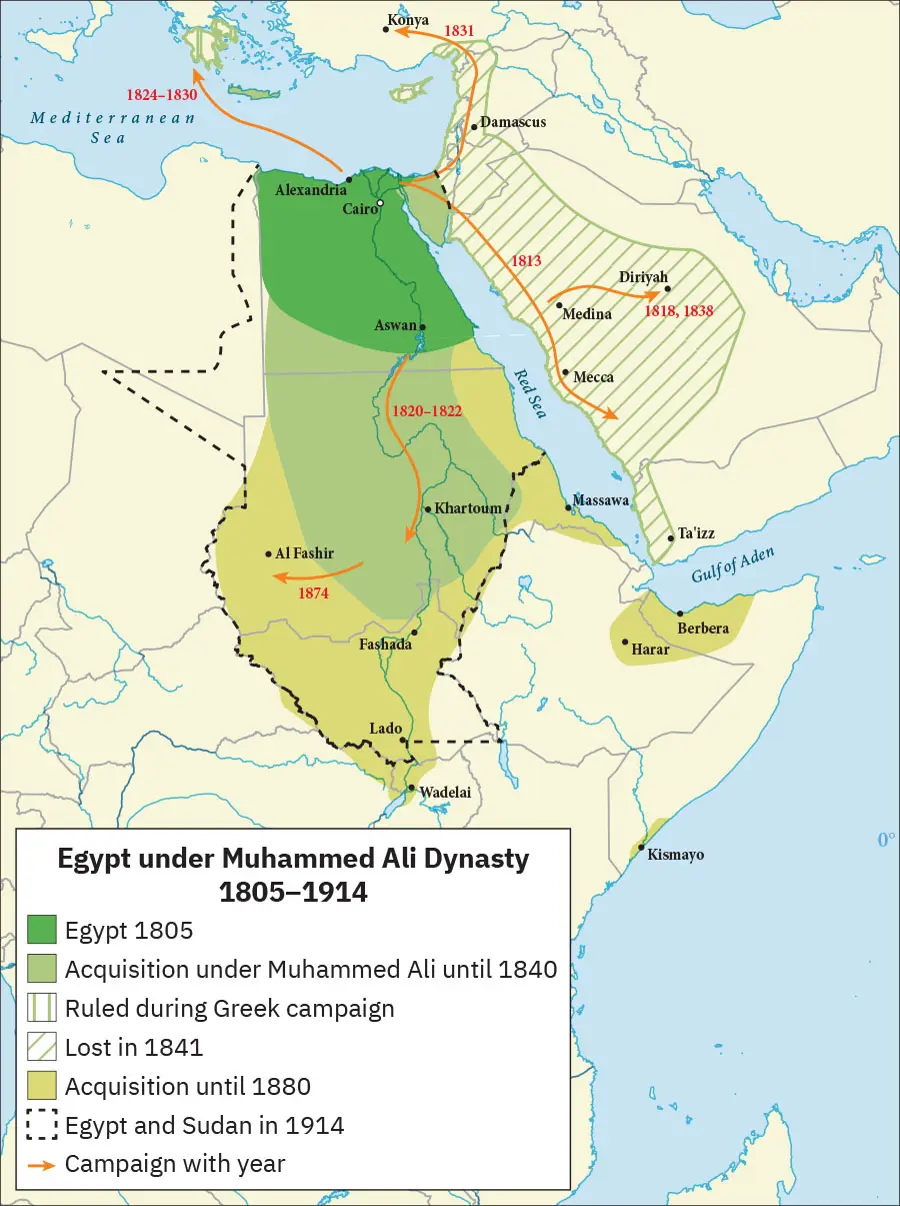 Konya
1831
1824–1830
Mediterranean
Sea
Damascus
Alexandria
Cairo
1813
Diriyah
Medina
1818, 1838
Aswan
Mecca
Red Sea
1820–1822
Khartoum
Massawa
Ta'izz
Al Fashir
Gulf of Aden
1874
Berbera
Fashada
Harar
Lado
Wadelai
0°
Kismayo
Egypt under Muhammed Ali Dynasty
1805–1914
Egypt 1805
Acquisition under Muhammed Ali until 1840
Ruled during Greek campaign
Lost in 1841
Acquisition until 1880
Egypt and Sudan in 1914
Campaign with year